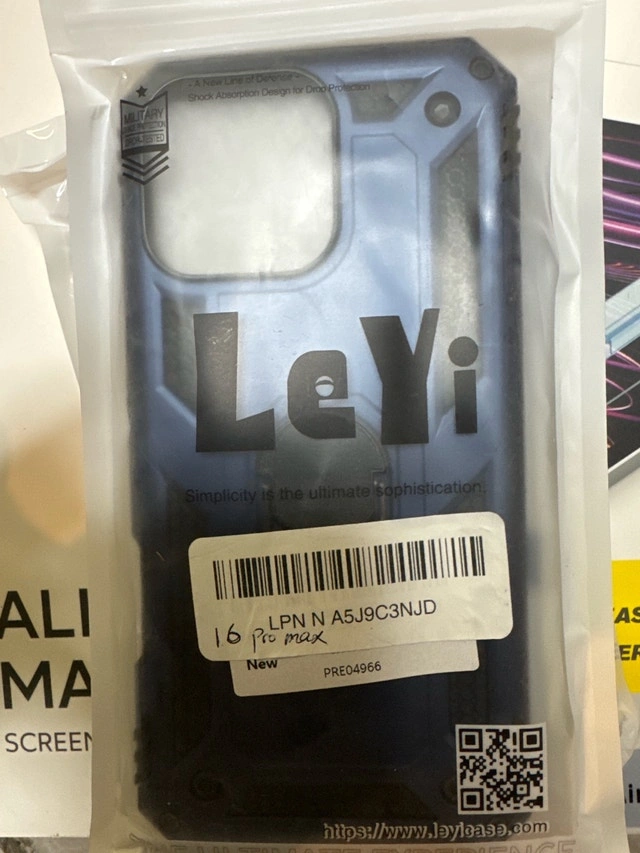 - A New Line of Defence -
Shock Absorption Design for Drop Protection
MILITARY
LeYi
Simplicity is the ultimate sophistication.
LPN N A5J9C3NJD
16 pro max
New
PRE04966
ALI
MA
SCREEN
https://www.leyicase.com